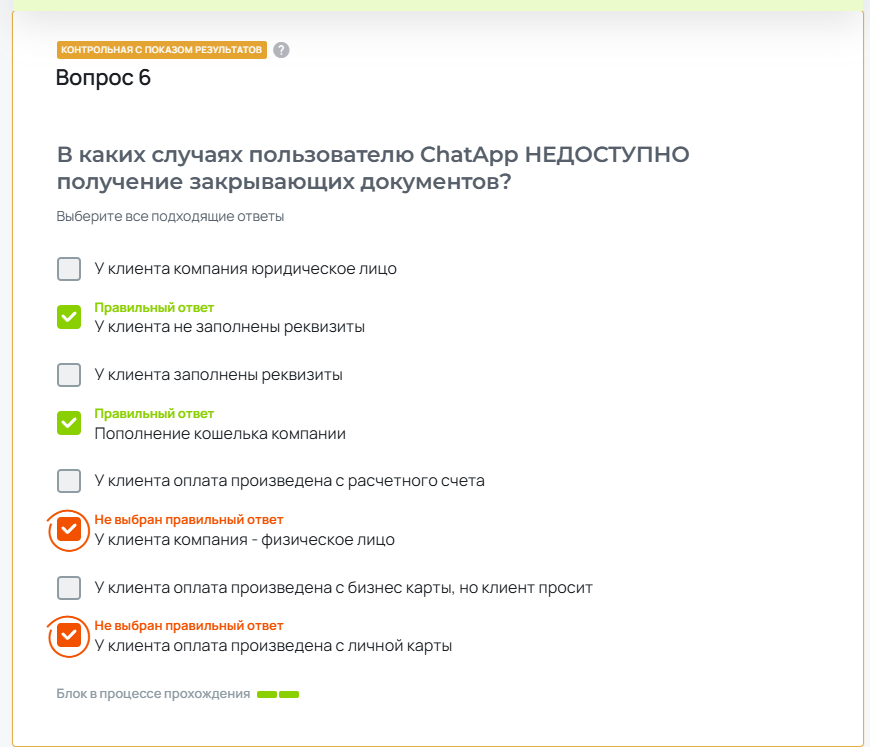 КОНТРОЛЬНАЯ С ПОКАЗОМ РЕЗУЛЬТАТОВ ?
Вопрос 6
В каких случаях пользователю ChatApp НЕДОСТУПНО
получение закрывающих документов?
Выберите все подходящие ответы
У клиента компания юридическое лицо
Правильный ответ
У клиента не заполнены реквизиты
У клиента заполнены реквизиты
Правильный ответ
Пополнение кошелька компании
У клиента оплата произведена с расчетного счета
Не выбран правильный ответ
У клиента компания - физическое лицо
У клиента оплата произведена с бизнес карты, но клиент просит
Не выбран правильный ответ
У клиента оплата произведена с личной карты
Блок в процессе прохождения